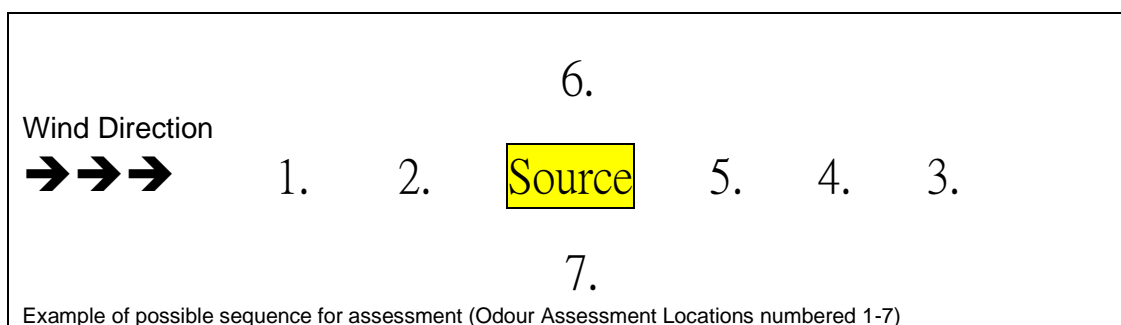 6.
Wind Direction
➔➔➔ 1. 2. Source 5. 4. 3.
7.
Example of possible sequence for assessment (Odour Assessment Locations numbered 1-7)